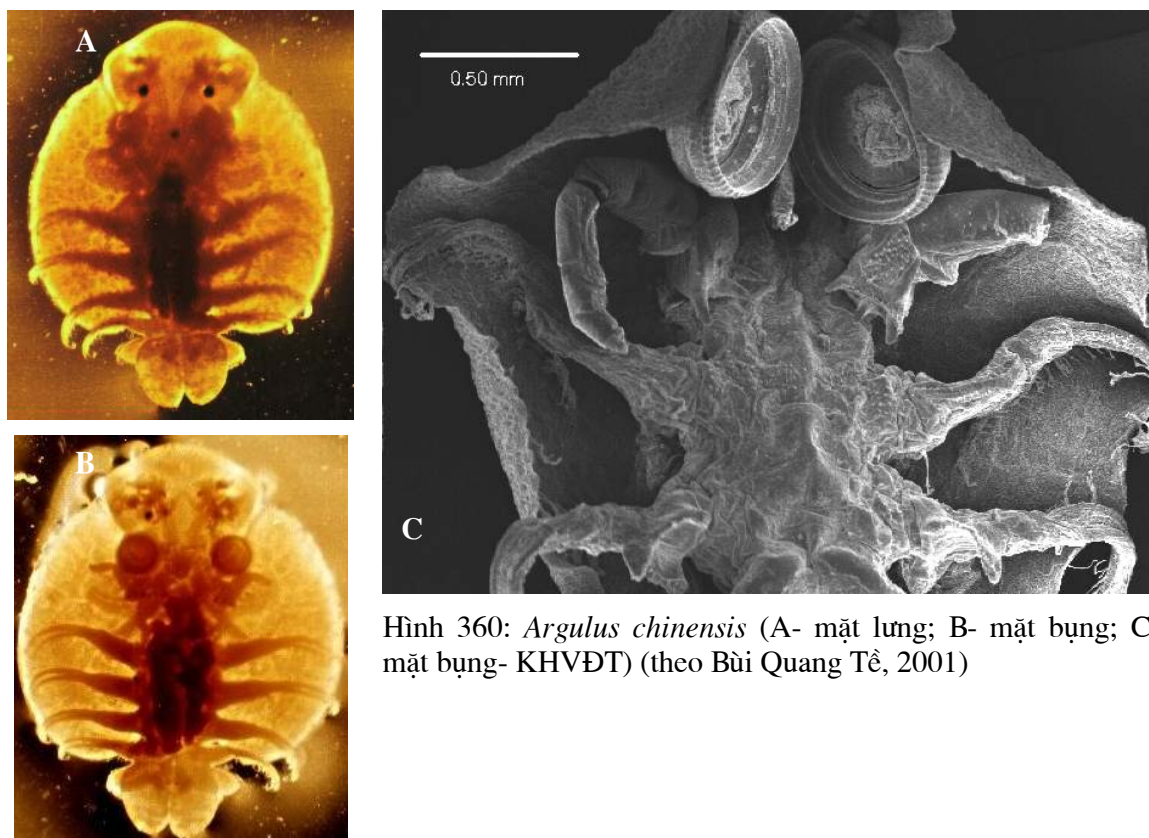 A
0.50 mm
B
C
Hình 360: Argulus chinensis (A- mặt lưng; B- mặt bụng; C
mặt bụng- KHVĐT) (theo Bùi Quang Tề, 2001)